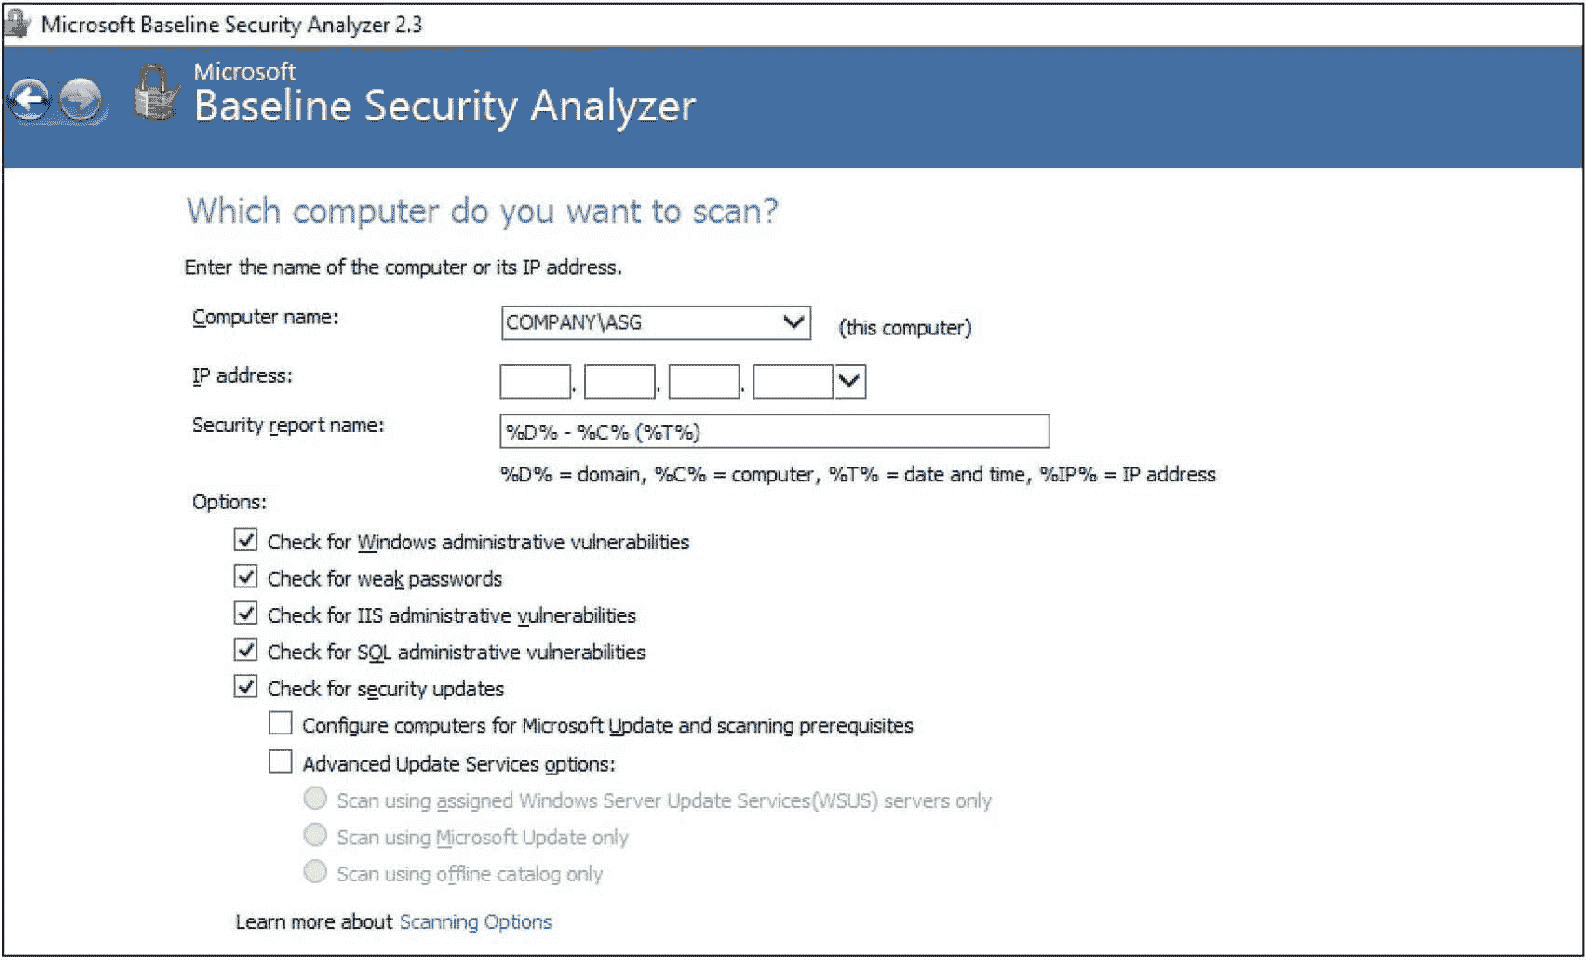 Microsoft Baseline Security Analyzer 2.3
Microsoft
Baseline Security Analyzer
Which computer do you want to scan?
Enter the name of the computer or its IP address.
Computer name: COMPANY\ASG (this computer)
IP address: . . .
Security report name: %D% - %C% (%T%)
%D% = domain, %C% = computer, %T% = date and time, %IP% = IP address
Options:
Check for Windows administrative vulnerabilities
Check for weak passwords
Check for IIS administrative vulnerabilities
Check for SQL administrative vulnerabilities
Check for security updates
Configure computers for Microsoft Update and scanning prerequisites
Advanced Update Services options:
Scan using assigned Windows Server Update Services(WSUS) servers only
Scan using Microsoft Update only
Scan using offline catalog only
Learn more about Scanning Options